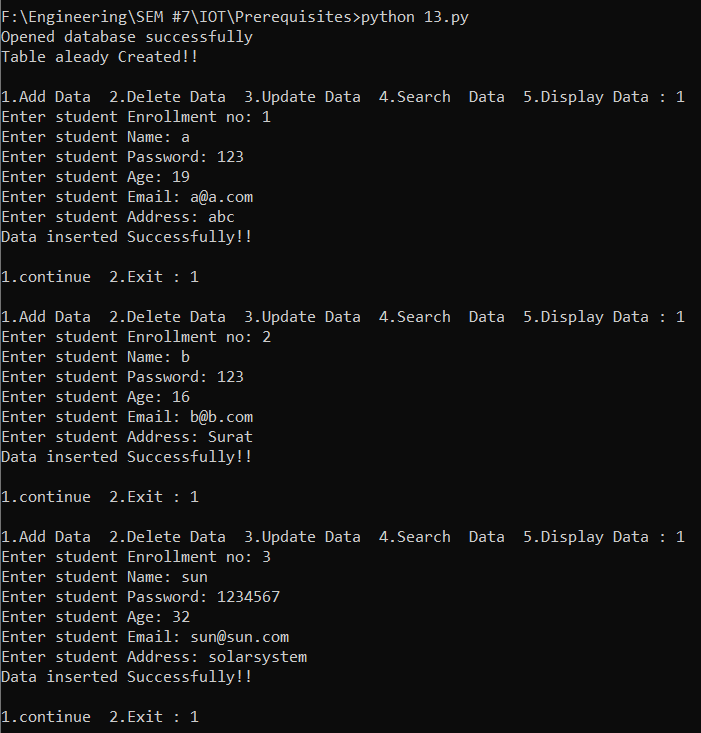 F:\Engineering\SEM #7\IOT\Prerequisites>python 13.py
Opened database successfully
Table aleady Created!!
1.Add Data  2.Delete Data  3.Update Data  4.Search  Data  5.Display Data : 1
Enter student Enrollment no: 1
Enter student Name: a
Enter student Password: 123
Enter student Age: 19
Enter student Email: a@a.com
Enter student Address: abc
Data inserted Successfully!!
1.continue  2.Exit : 1
1.Add Data  2.Delete Data  3.Update Data  4.Search  Data  5.Display Data : 1
Enter student Enrollment no: 2
Enter student Name: b
Enter student Password: 123
Enter student Age: 16
Enter student Email: b@b.com
Enter student Address: Surat
Data inserted Successfully!!
1.continue  2.Exit : 1
1.Add Data  2.Delete Data  3.Update Data  4.Search  Data  5.Display Data : 1
Enter student Enrollment no: 3
Enter student Name: sun
Enter student Password: 1234567
Enter student Age: 32
Enter student Email: sun@sun.com
Enter student Address: solarsystem
Data inserted Successfully!!
1.continue  2.Exit : 1